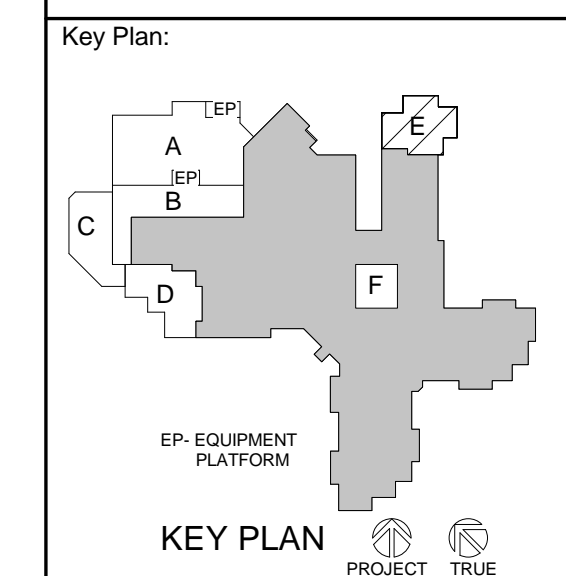 Key Plan:
EP
E
A
EP
B
C
F
D
EP- EQUIPMENT
PLATFORM
KEY PLAN
PROJECT TRUE